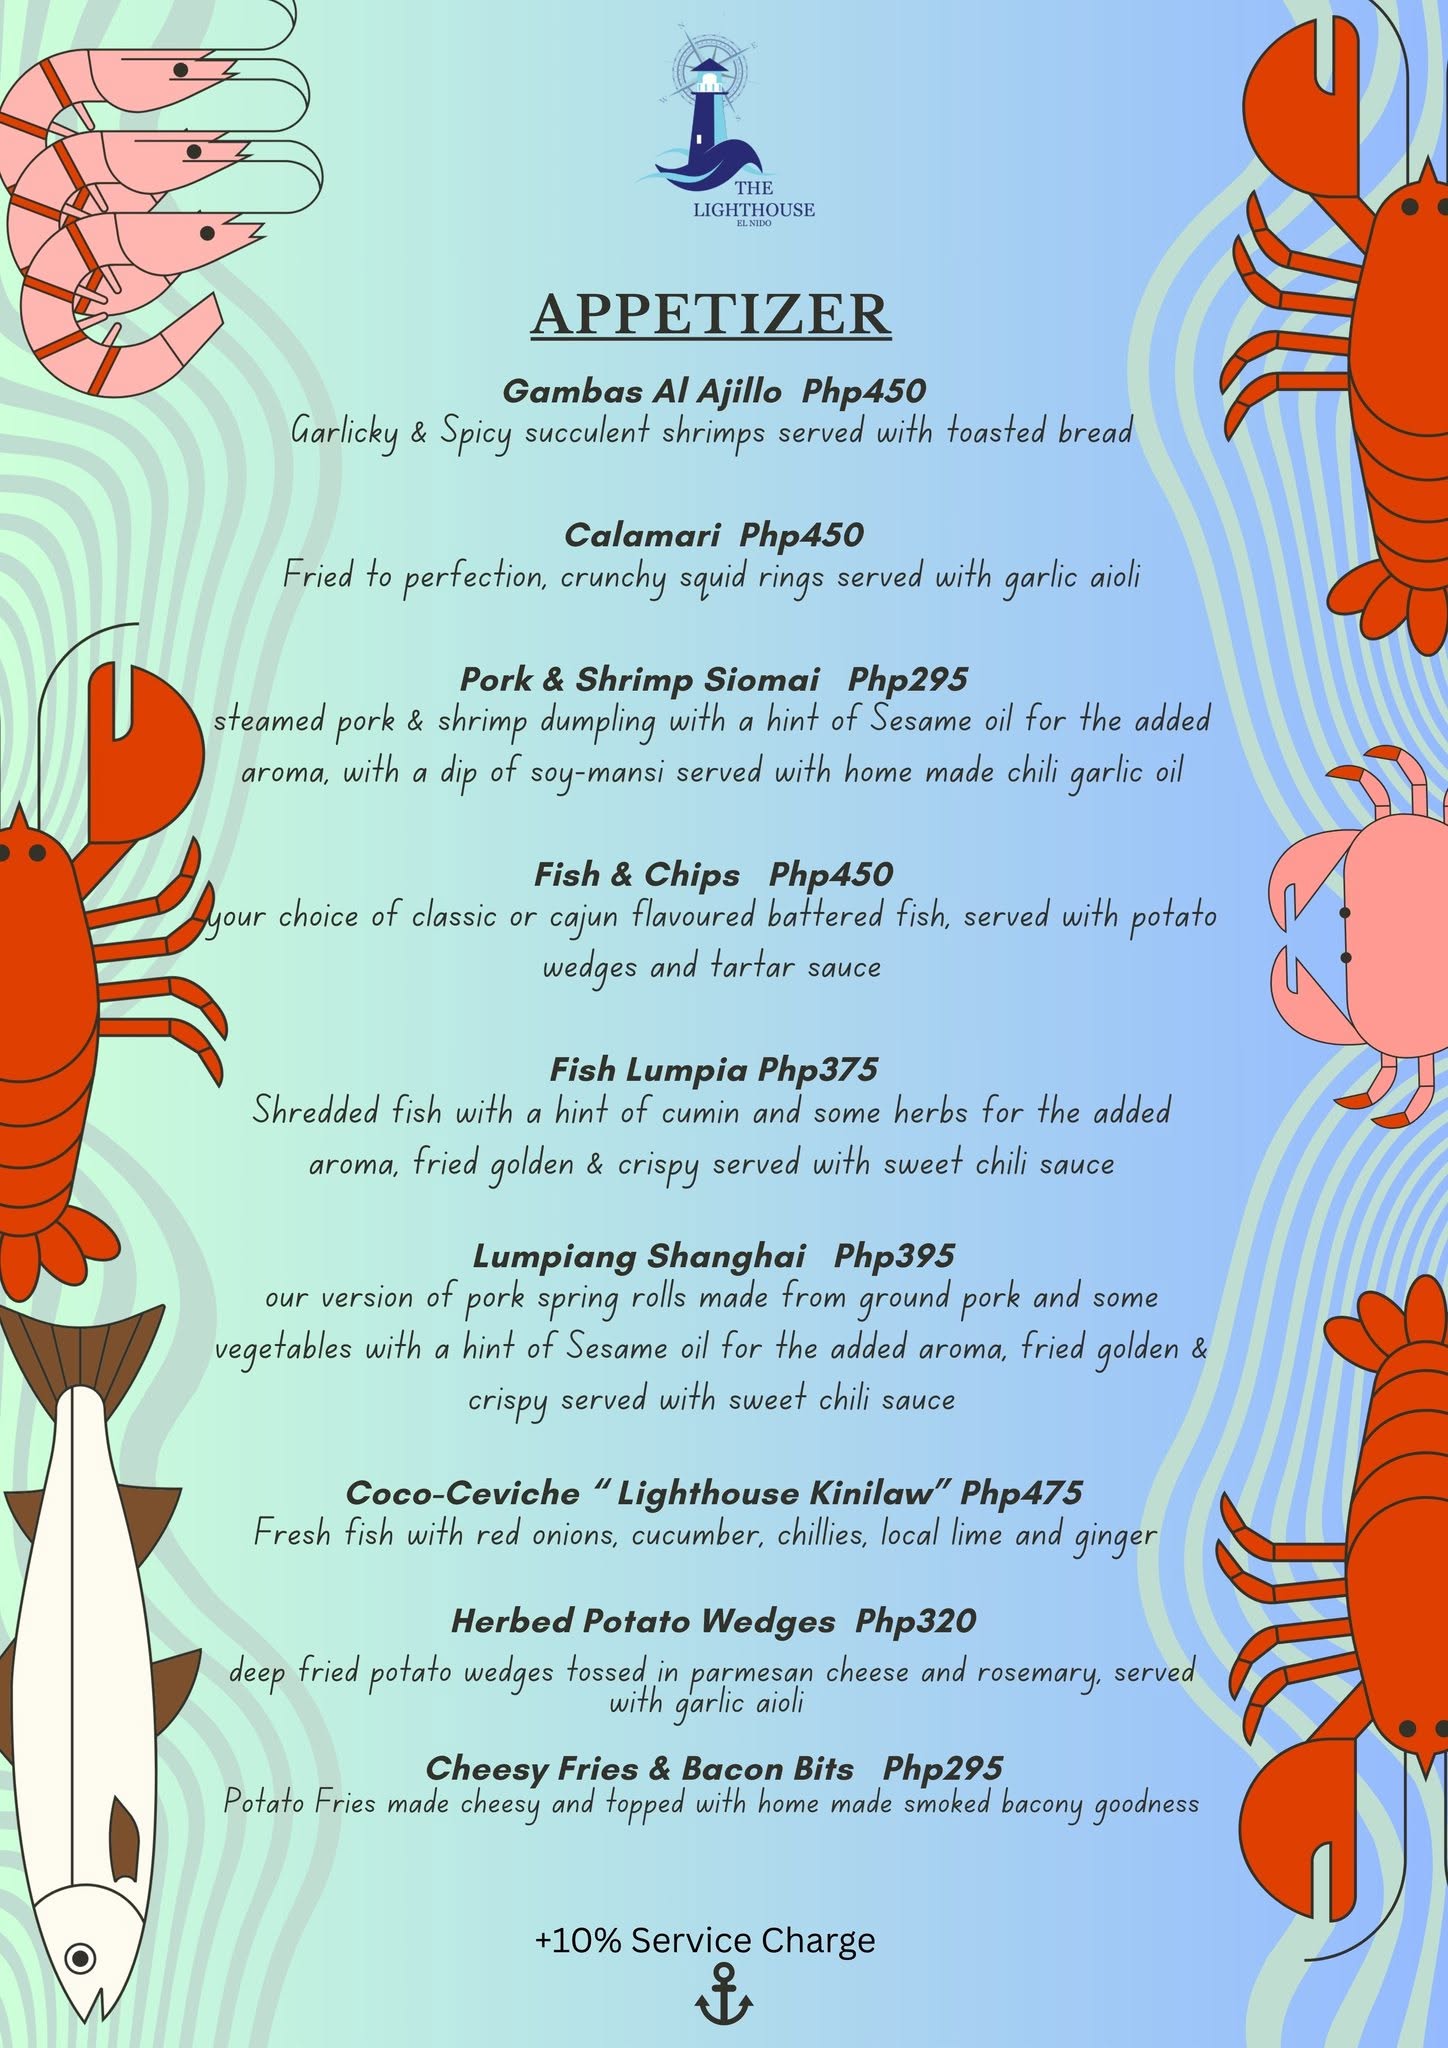 THE
LIGHTHOUSE
EL NIDO
APPETIZER
Gambas Al Ajillo Php450
Garlicky & Spicy succulent shrimps served with toasted bread
Calamari Php450
Fried to perfection, crunchy squid rings served with garlic aioli
Pork & Shrimp Siomai Php295
steamed pork & shrimp dumpling with a hint of Sesame oil for the added
aroma, with a dip of soy-mansi served with home made chili garlic oil
Fish & Chips Php450
your choice of classic or cajun flavoured battered fish, served with potato
wedges and tartar sauce
Fish Lumpia Php375
Shredded fish with a hint of cumin and some herbs for the added
aroma, fried golden & crispy served with sweet chili sauce
Lumpiang Shanghai Php395
our version of pork spring rolls made from ground pork and some
vegetables with a hint of Sesame oil for the added aroma, fried golden &
crispy served with sweet chili sauce
Coco-Ceviche “ Lighthouse Kinilaw” Php475
Fresh fish with red onions, cucumber, chillies, local lime and ginger
Herbed Potato Wedges Php320
deep fried potato wedges tossed in parmesan cheese and rosemary, served
with garlic aioli
Cheesy Fries & Bacon Bits Php295
Potato Fries made cheesy and topped with home made smoked bacony goodness
+10% Service Charge